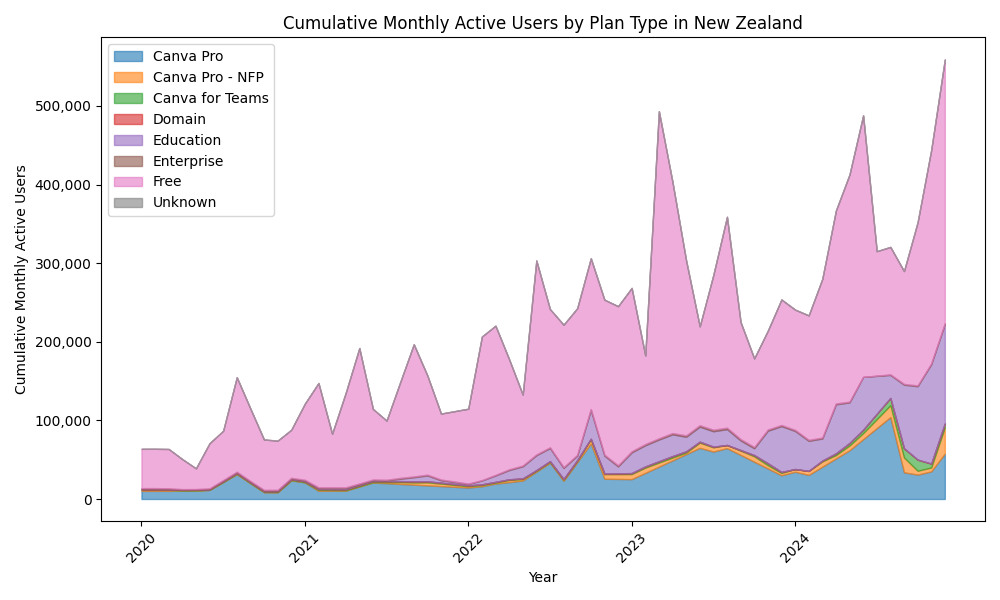 Cumulative Monthly Active Users by Plan Type in New Zealand
Canva Pro
Canva Pro - NFP
Canva for Teams
Domain
Education
Enterprise
Free
Unknown
Cumulative Monthly Active Users
500,000
400,000
300,000
200,000
100,000
0
2020
2021
2022
2023
2024
Year